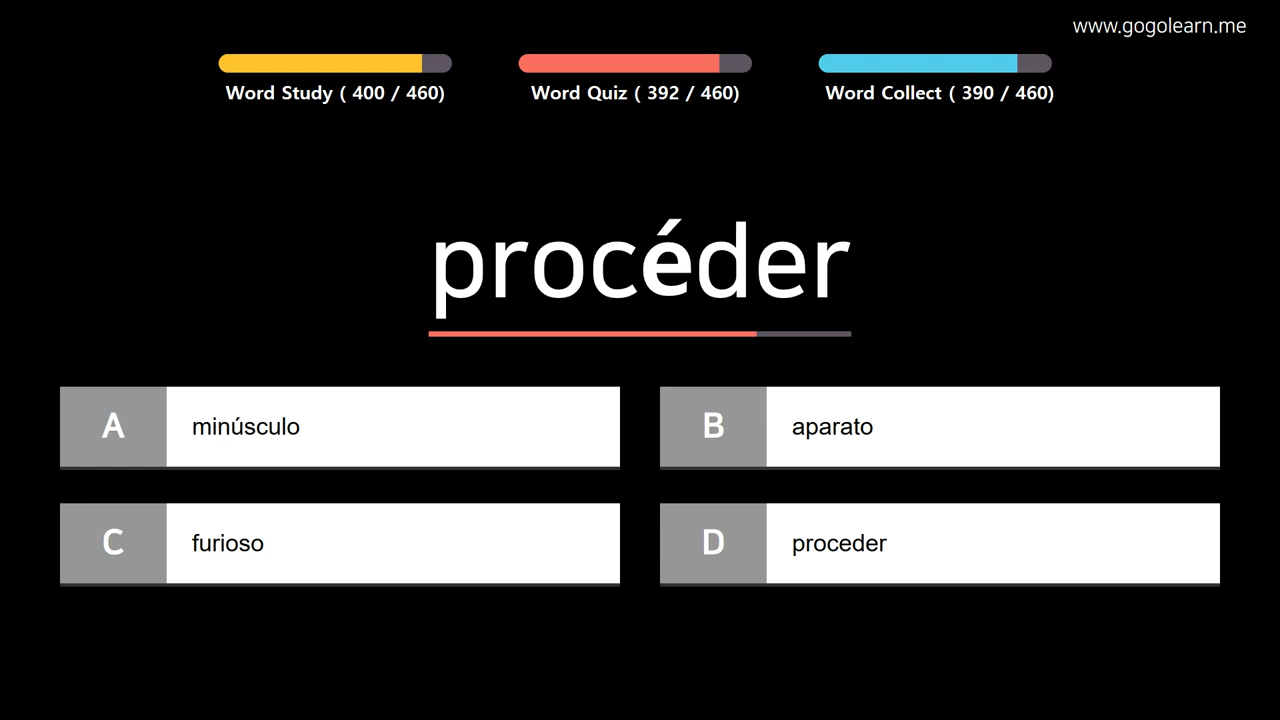 www.gogolearn.me
Word Study ( 400 / 460)
Word Quiz ( 392 / 460)
Word Collect ( 390 / 460)
procéder
A minúsculo
B aparato
C furioso
D proceder